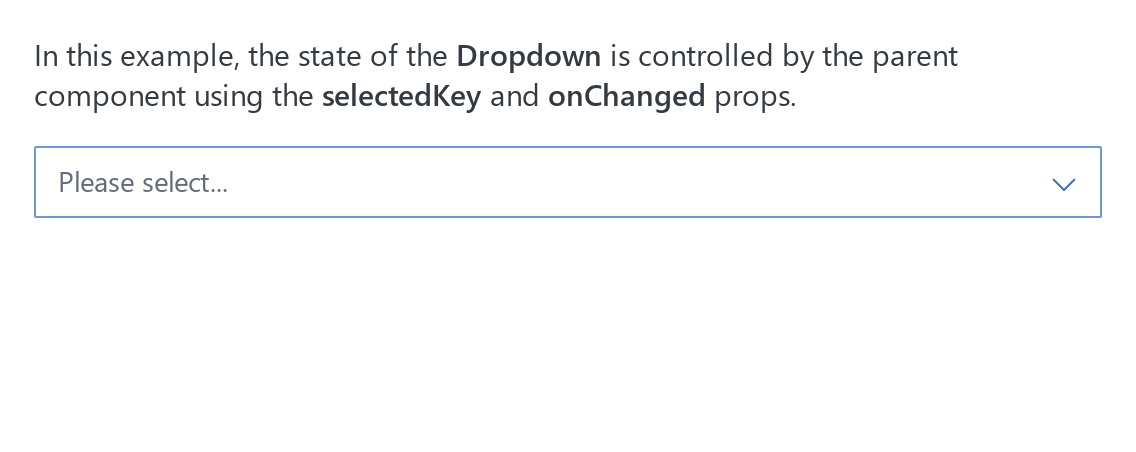 In this example, the state of the Dropdown is controlled by the parent
component using the selectedKey and onChanged props.
Please select...